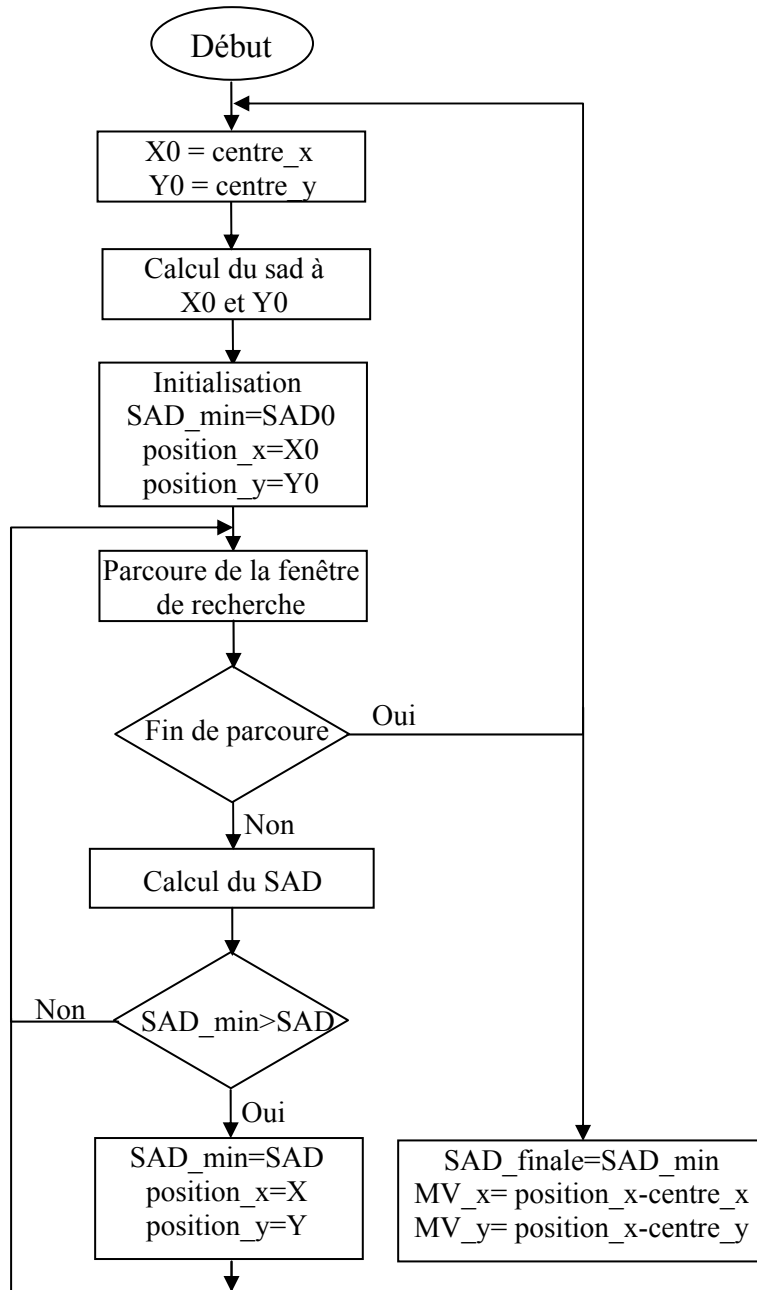 Début
X0 = centre_x
Y0 = centre_y
Calcul du sad à
X0 et Y0
Initialisation
SAD_min=SAD0
position_x=X0
position_y=Y0
Parcoure de la fenêtre
de recherche
Fin de parcoure
Oui
Non
Calcul du SAD
SAD_min>SAD
Non
Oui
SAD_min=SAD
position_x=X
position_y=Y
SAD_finale=SAD_min
MV_x= position_x-centre_x
MV_y= position_x-centre_y